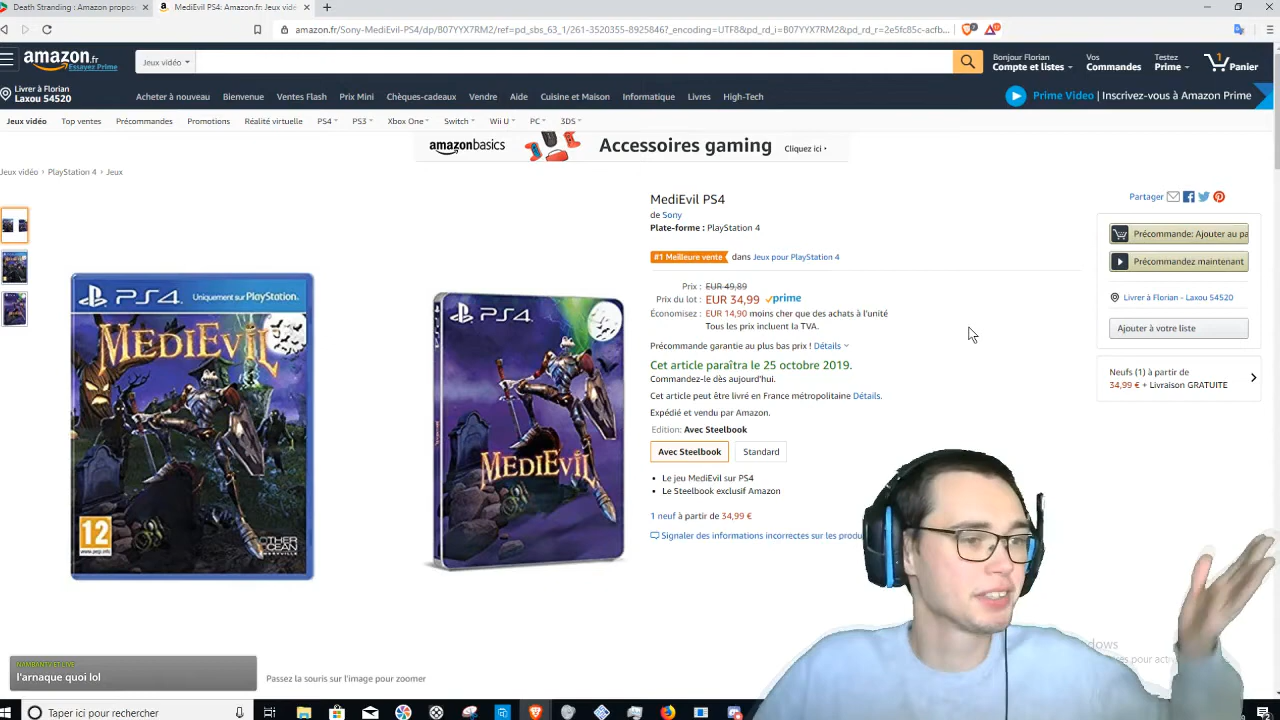 Death Stranding : Amazon propos
MediEvil PS4: Amazon.fr: Jeux vidé
amazon.fr/Sony-MediEvil-PS4/dp/B07YYX7RM2/ref=pd_sbs_63_1/261-3520355-8925846?_encoding=UTF8&pd_rd_i=B07YYX7RM2&pd_rd_r=2e5fc85c-acfb...
amazon.fr
Essayez Prime
Jeux vidéo
Bonjour Florian
Compte et listes
Vos
Commandes
Testez
Prime
1
Panier
Livrer à Florian
Laxou 54520
Acheter à nouveau Bienvenue Ventes Flash Prix Mini Chèques-cadeaux Vendre Aide Cuisine et Maison Informatique Livres High-Tech
Prime Video | Inscrivez-vous à Amazon Prime
Jeux vidéo Top ventes Précommandes Promotions Réalité virtuelle PS4 PS3 Xbox One Switch Wii U PC 3DS
amazonbasics Accessoires gaming Cliquez ici
Jeux vidéo › PlayStation 4 › Jeux
MediEvil PS4
de Sony
Plate-forme : PlayStation 4
#1 Meilleure vente dans Jeux pour PlayStation 4
Prix : EUR 49,89
Prix du lot : EUR 34,99 prime
Économisez : EUR 14,90 moins cher que des achats à l'unité
Tous les prix incluent la TVA.
Précommande garantie au plus bas prix ! Détails
Cet article paraîtra le 25 octobre 2019.
Commandez-le dès aujourd'hui.
Cet article peut être livré en France métropolitaine Détails.
Expédié et vendu par Amazon.
Edition: Avec Steelbook
Avec Steelbook Standard
• Le jeu MediEvil sur PS4
• Le Steelbook exclusif Amazon
1 neuf à partir de 34,99 €
Signaler des informations incorrectes sur les produ
Partager
Précommande: Ajouter au pa
Précommandez maintenant
Livrer à Florian - Laxou 54520
Ajouter à votre liste
Neufs (1) à partir de
34,99 € + Livraison GRATUITE
PS4 Uniquement sur PlayStation.
MEDIEVIL
12
www.pegi.info
OTHER
OCEAN
PS4
MEDIEVIL
l'arnaque quoi lol
Passez la souris sur l'image pour zoomer
Taper ici pour rechercher